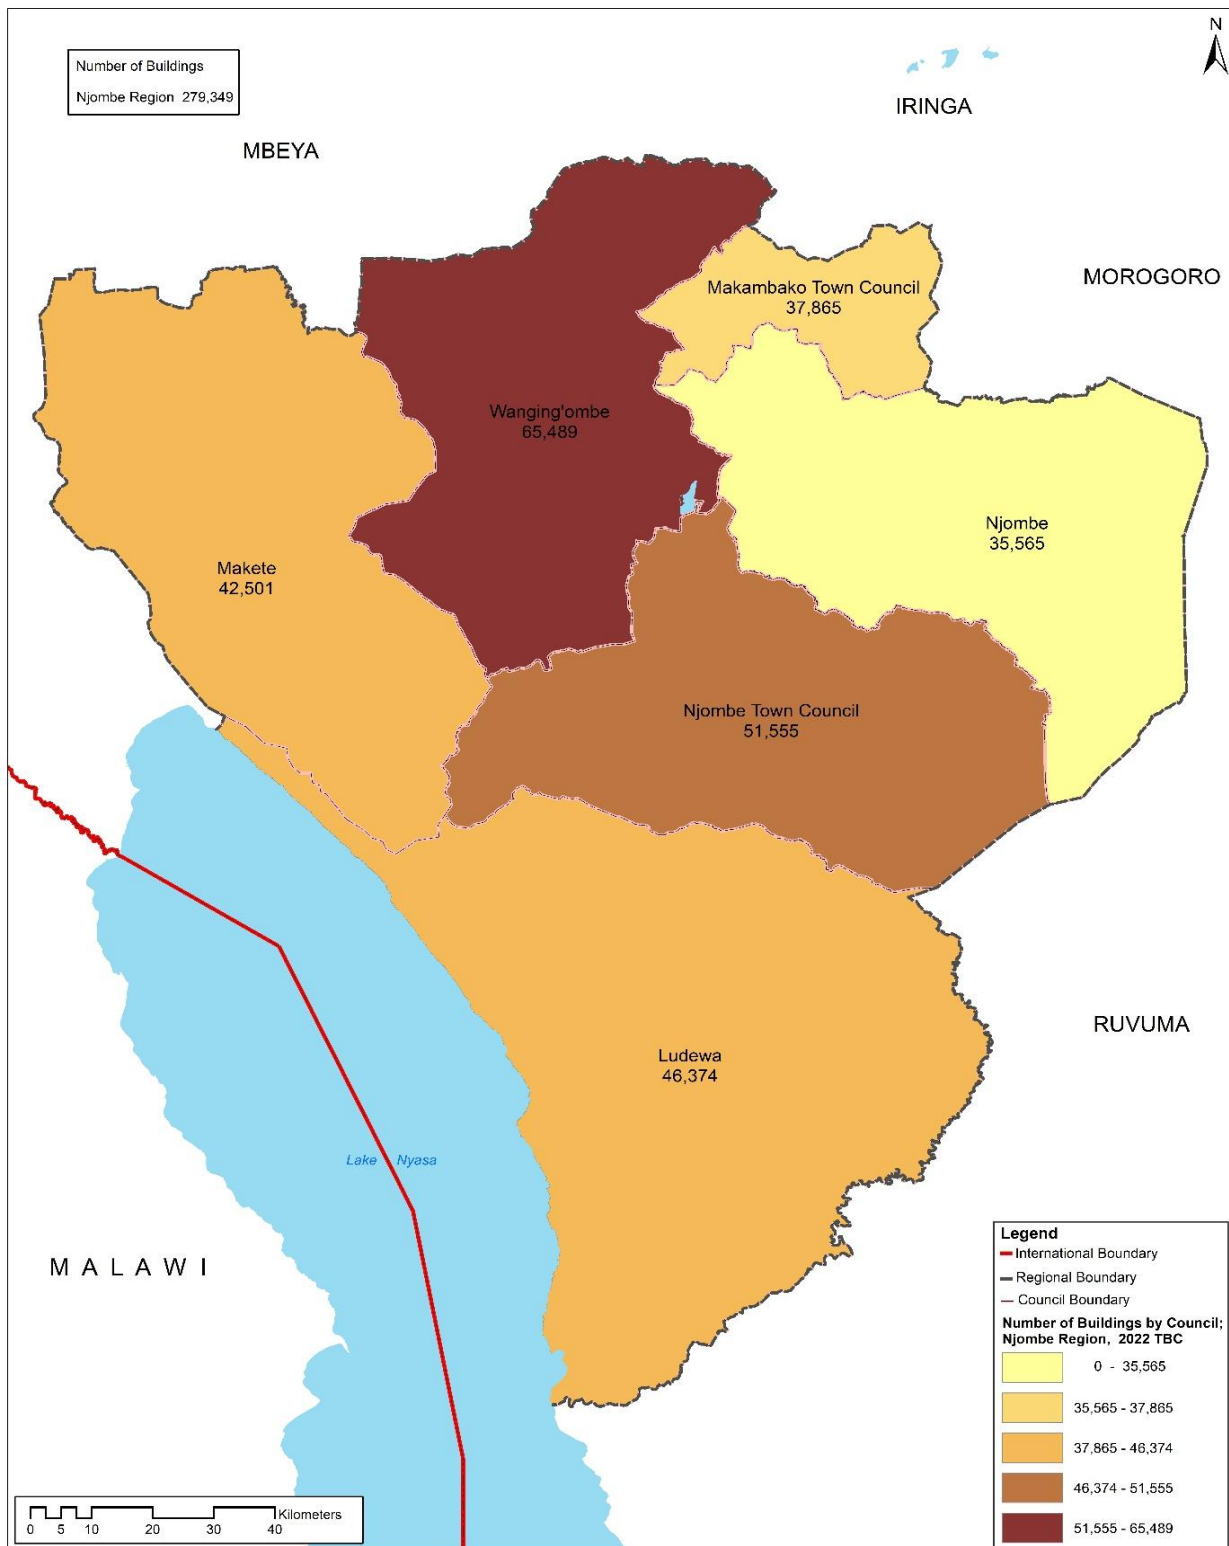 N
Number of Buildings
Njombe Region 279,349
IRINGA
MBEYA
MOROGORO
Makambako Town Council
37,865
Wanging'ombe
65,489
Njombe
35,565
Makete
42,501
Njombe Town Council
51,555
RUVUMA
Ludewa
46,374
Lake Nyasa
MALAWI
Legend
International Boundary
Regional Boundary
Council Boundary
Number of Buildings by Council;
Njombe Region, 2022 TBC
0 - 35,565
35,565 - 37,865
37,865 - 46,374
46,374 - 51,555
51,555 - 65,489
Kilometers
0 5 10 20 30 40